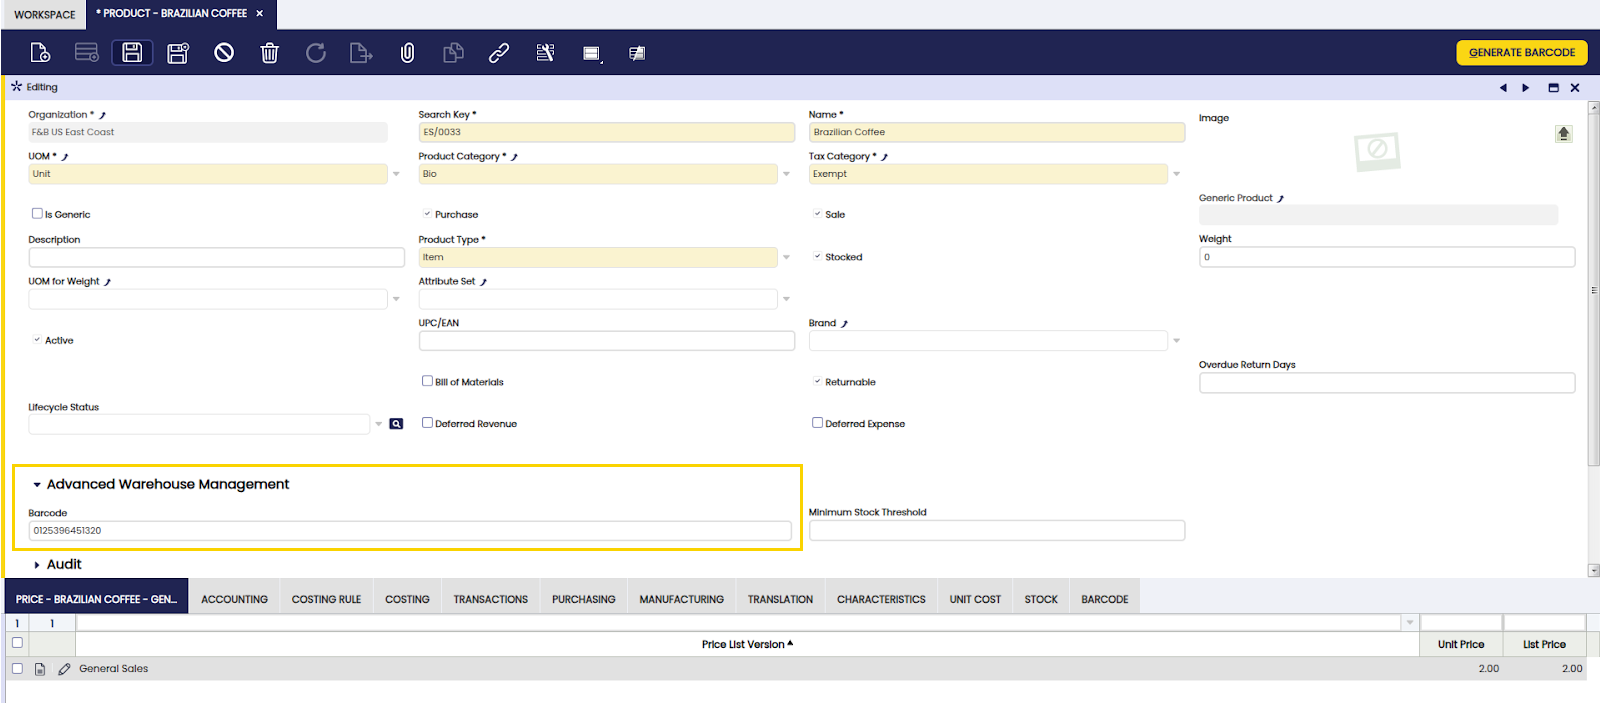 WORKSPACE
* PRODUCT - BRAZILIAN COFFEE
GENERATE BARCODE
Editing
Organization *
F&B US East Coast
Search Key *
ES/0033
Name *
Brazilian Coffee
Image
UOM *
Unit
Product Category *
Bio
Tax Category *
Exempt
Generic Product
Is Generic
Purchase
Sale
Description
Product Type *
Item
Stocked
Weight
0
UOM for Weight
Attribute Set
UPC/EAN
Brand
Active
Overdue Return Days
Bill of Materials
Returnable
Lifecycle Status
Deferred Revenue
Deferred Expense
Advanced Warehouse Management
Barcode
0125396451320
Minimum Stock Threshold
Audit
PRICE - BRAZILIAN COFFEE - GEN...
ACCOUNTING
COSTING RULE
COSTING
TRANSACTIONS
PURCHASING
MANUFACTURING
TRANSLATION
CHARACTERISTICS
UNIT COST
STOCK
BARCODE
1
1
Price List Version
Unit Price
List Price
General Sales
2.00
2.00